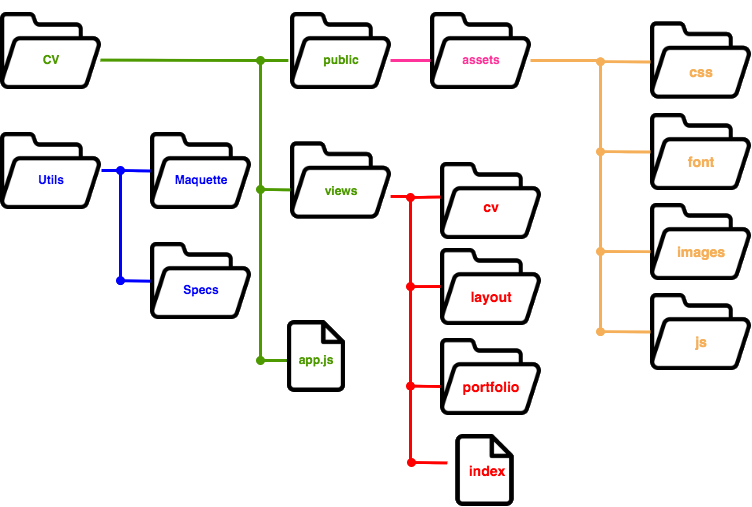 CV
public
assets
css
Utils
Maquette
views
font
cv
Specs
images
layout
app.js
js
portfolio
index